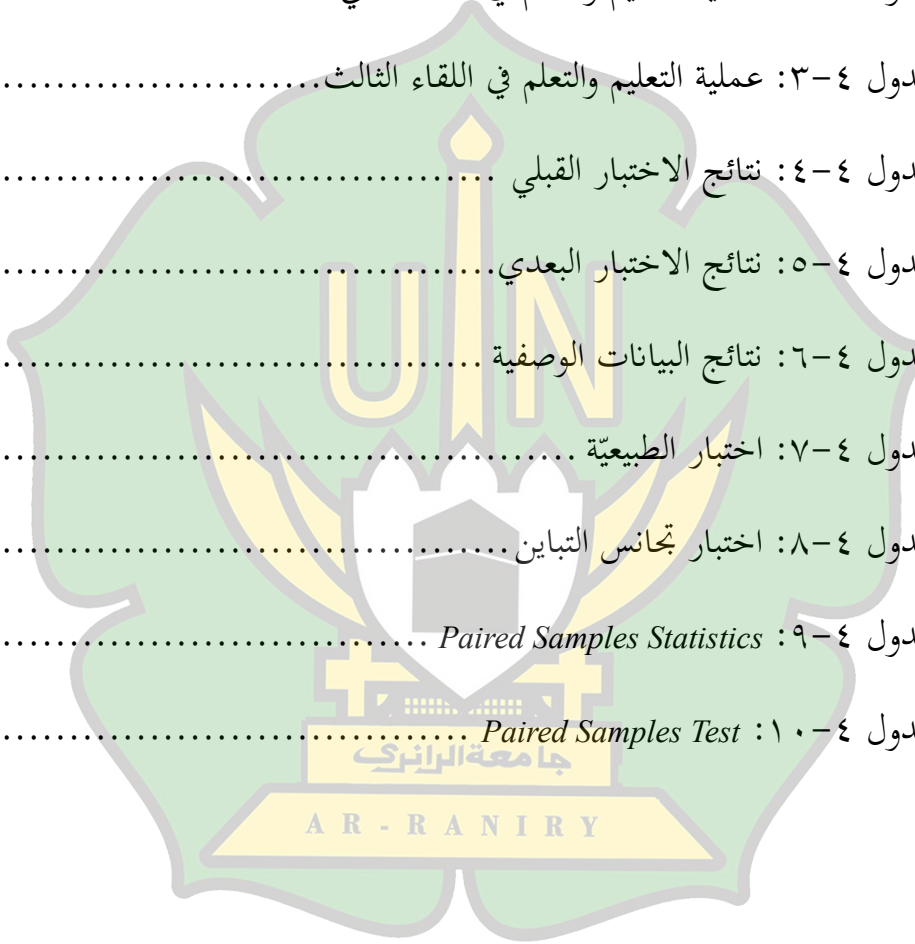 دول ٤-٣: عملية التعليم والتعلم في اللقاء الثالث........................
دول ٤-٤: نتائج الاختبار القبلي ....................................
دول ٤-٥: نتائج الاختبار البعدي.....................................
دول ٤-٦: نتائج البيانات الوصفية ....................................
دول ٤-٧: اختبار الطبيعيّة ...........................................
دول ٤-٨: اختبار تجانس التباين......................................
دول ٤-٩: Paired Samples Statistics ................................
دول ٤-١٠: Paired Samples Test ...................................
UIN
جامعة الرانري
AR-RANIRY